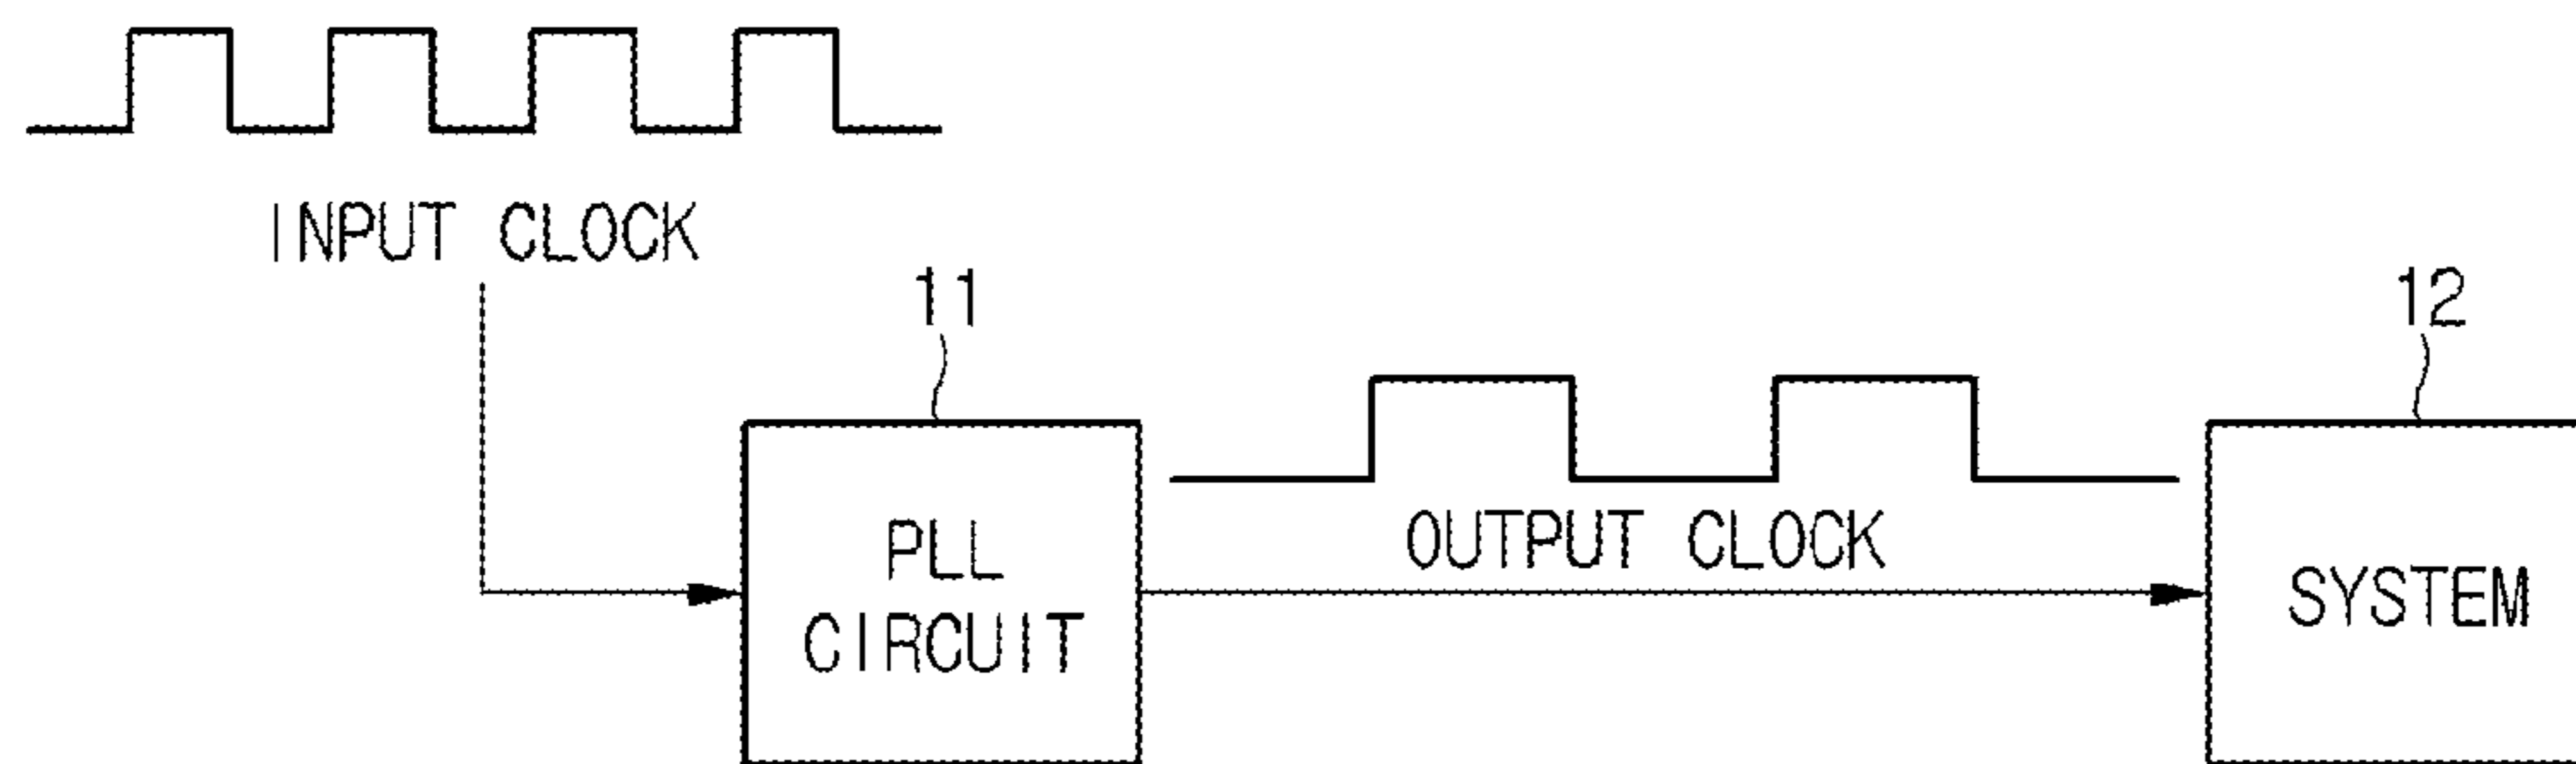 INPUT CLOCK
11
12
OUTPUT CLOCK
PLL
CIRCUIT
SYSTEM